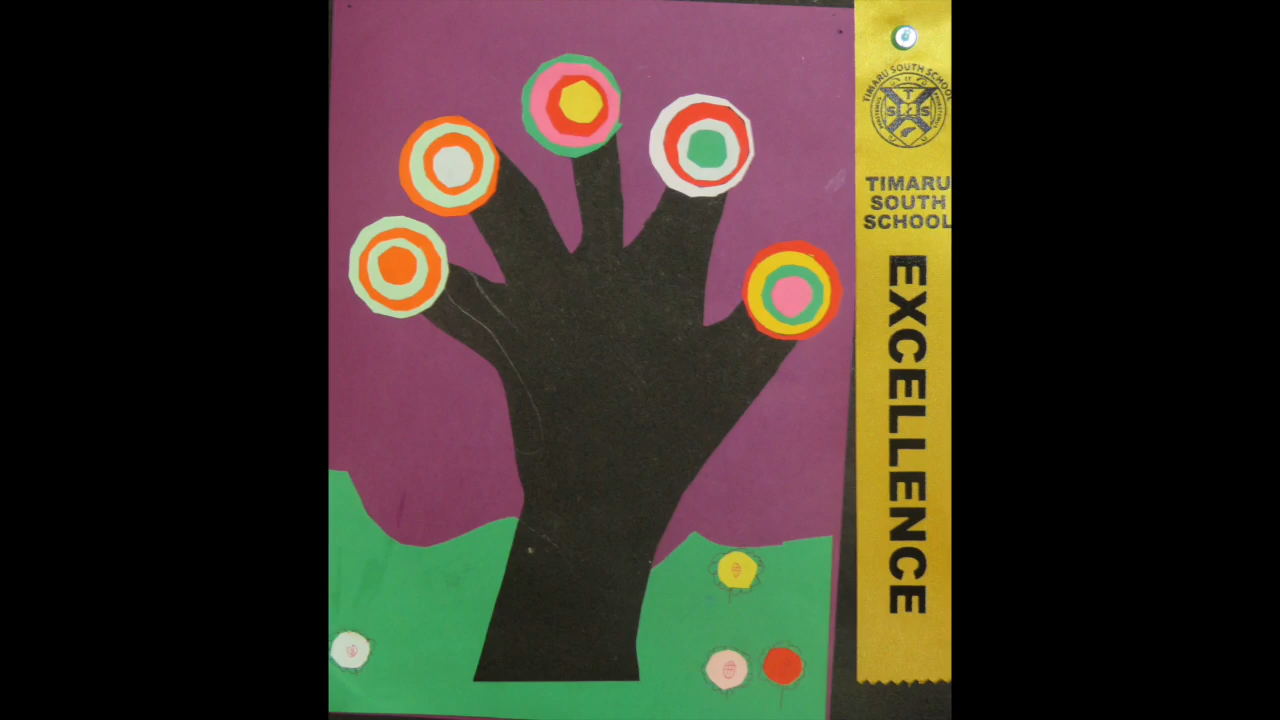 TIMARU SOUTH SCHOOL
T
S S
TIMARU
SOUTH
SCHOOL
EXCELLENCE